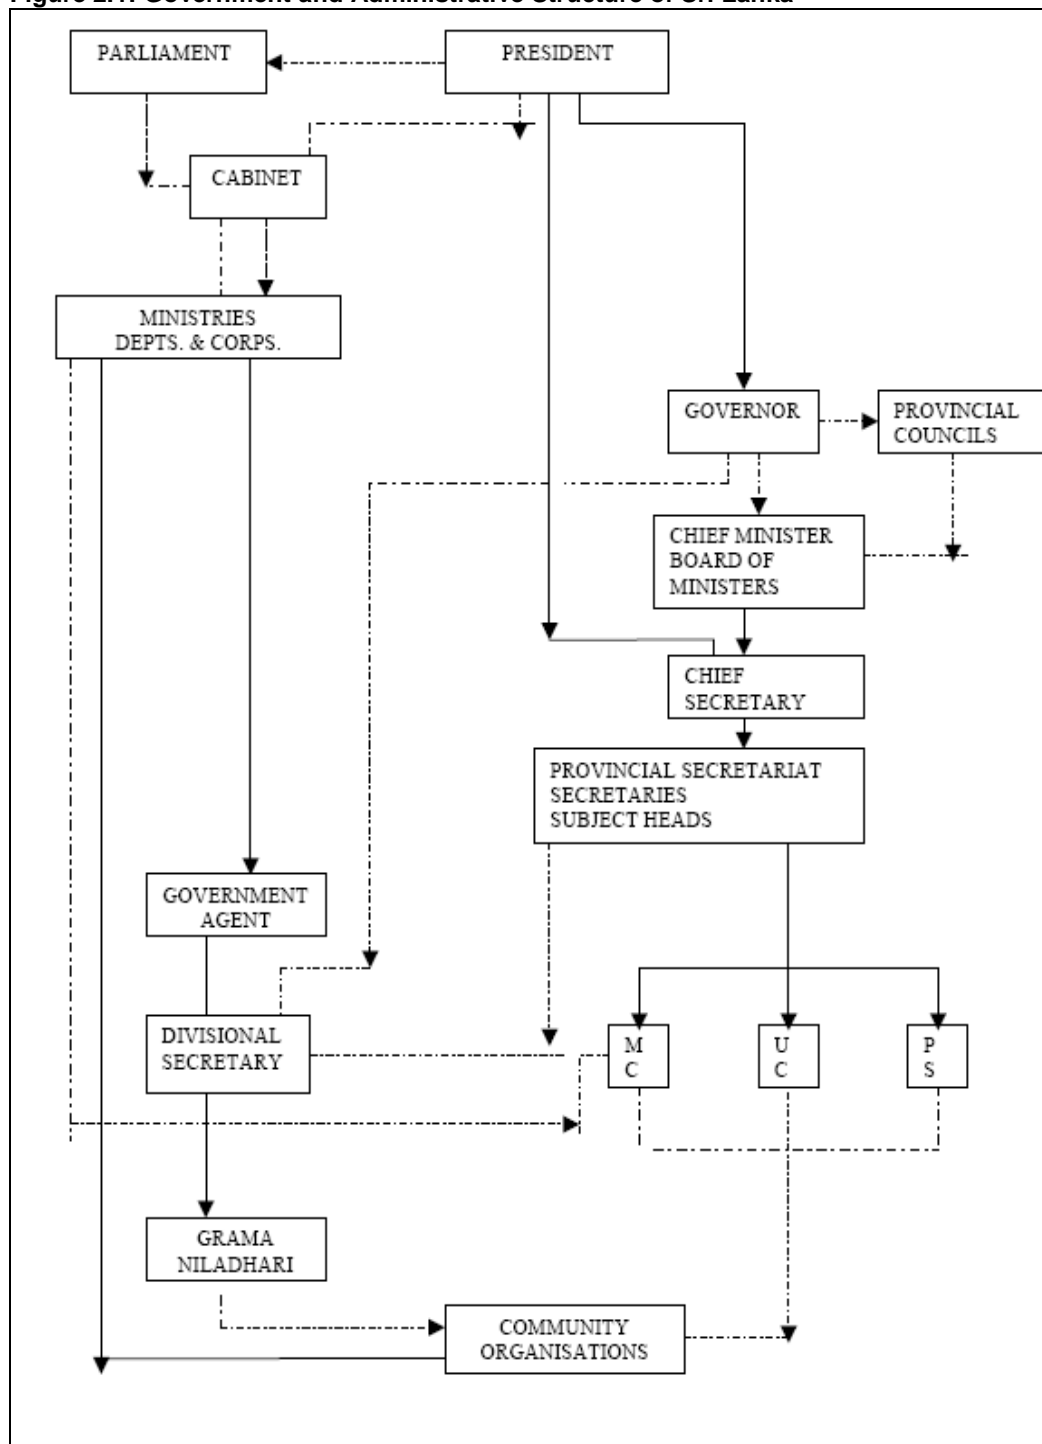 Figure 2.1: Government and Administrative Structure of Sri Lanka
PARLIAMENT
PRESIDENT
CABINET
MINISTRIES
DEPTS. & CORPS.
GOVERNOR
PROVINCIAL
COUNCILS
CHIEF MINISTER
BOARD OF
MINISTERS
CHIEF
SECRETARY
PROVINCIAL SECRETARIAT
SECRETARIES
SUBJECT HEADS
GOVERNMENT
AGENT
DIVISIONAL
SECRETARY
M
C
U
C
P
S
GRAMA
NILADHARI
COMMUNITY
ORGANISATIONS